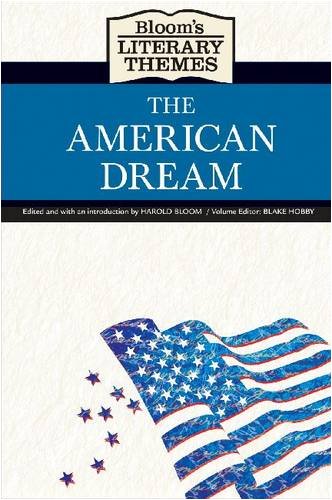 Bloom's
LITERARY
THEMES
THE
AMERICAN
DREAM
Edited and with an introduction by HAROLD BLOOM / Volume Editor: BLAKE HOBBY